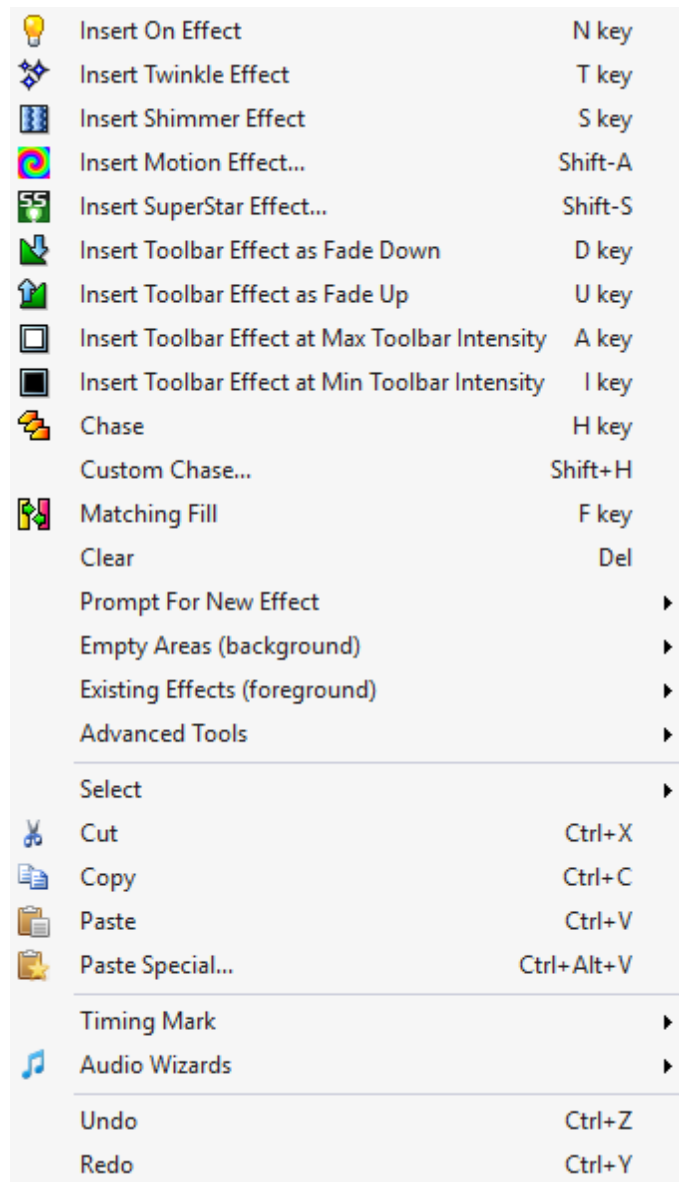 Insert On Effect N key
Insert Twinkle Effect T key
Insert Shimmer Effect S key
Insert Motion Effect... Shift-A
SS Insert SuperStar Effect... Shift-S
Insert Toolbar Effect as Fade Down D key
Insert Toolbar Effect as Fade Up U key
Insert Toolbar Effect at Max Toolbar Intensity A key
Insert Toolbar Effect at Min Toolbar Intensity I key
Chase H key
Custom Chase... Shift+H
Matching Fill F key
Clear Del
Prompt For New Effect
Empty Areas (background)
Existing Effects (foreground)
Advanced Tools
Select
Cut Ctrl+X
Copy Ctrl+C
Paste Ctrl+V
Paste Special... Ctrl+Alt+V
Timing Mark
Audio Wizards
Undo Ctrl+Z
Redo Ctrl+Y